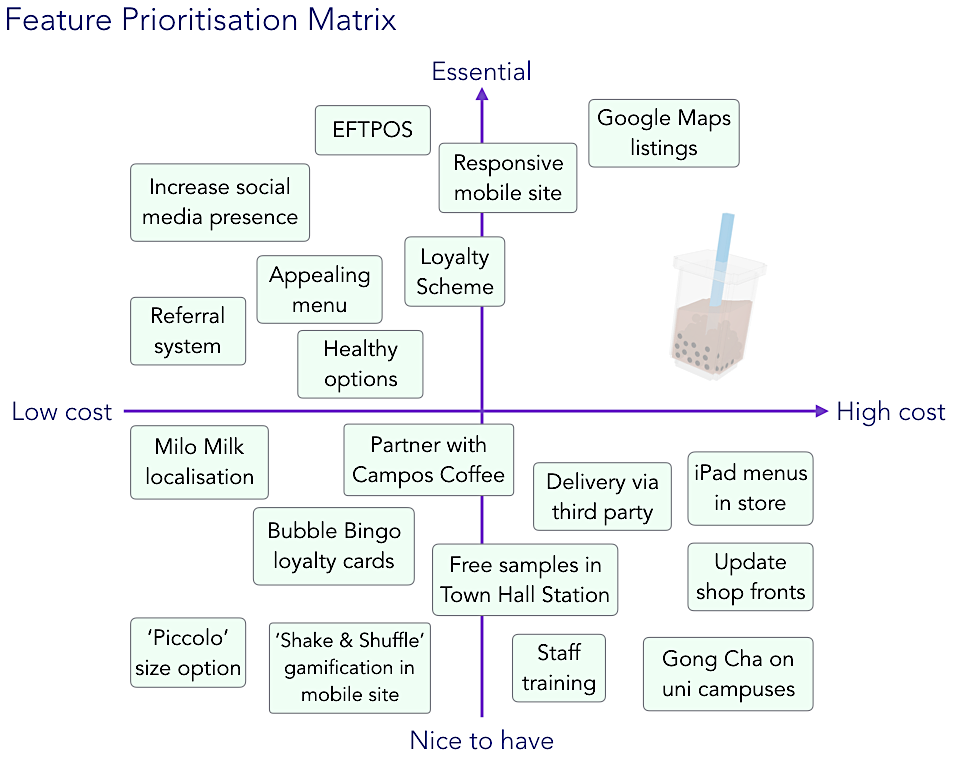 Feature Prioritisation Matrix
Essential
EFTPOS
Google Maps
listings
Responsive
mobile site
Increase social
media presence
Loyalty
Scheme
Appealing
menu
Referral
system
Healthy
options
Low cost
High cost
Milo Milk
localisation
Partner with
Campos Coffee
Delivery via
third party
iPad menus
in store
Bubble Bingo
loyalty cards
Free samples in
Town Hall Station
Update
shop fronts
‘Piccolo’
size option
‘Shake & Shuffle’
gamification in
mobile site
Staff
training
Gong Cha on
uni campuses
Nice to have